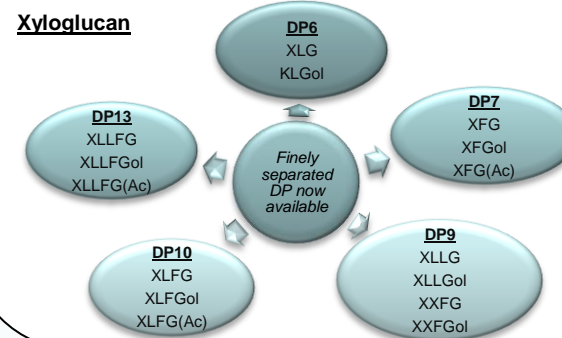 Xyloglucan
DP6
XLG
KLGol
DP7
XFG
XFGol
XFG(Ac)
DP9
XLLG
XLLGol
XXFG
XXFGol
DP10
XLFG
XLFGol
XLFG(Ac)
DP13
XLLFG
XLLFGol
XLLFG(Ac)
Finely
separated
DP now
available